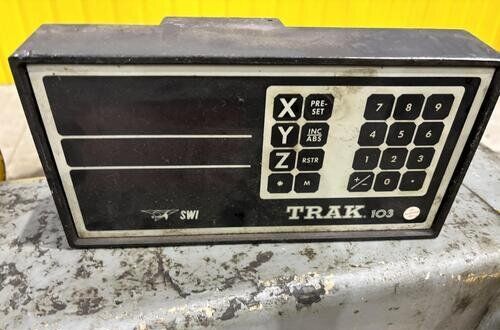 X PRE-SET 7 8 9
Y INC ABS 4 5 6
Z RSTR 1 2 3
* M +/- 0 .
SWI TRAK. 103